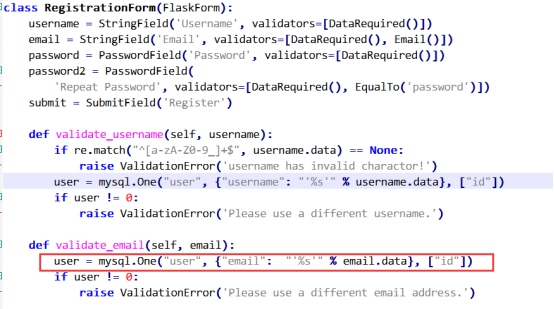 class RegistrationForm(FlaskForm):
username = StringField('Username', validators=[DataRequired()])
email = StringField('Email', validators=[DataRequired(), Email()])
password = PasswordField('Password', validators=[DataRequired()])
password2 = PasswordField(
'Repeat Password', validators=[DataRequired(), EqualTo('password')])
submit = SubmitField('Register')
def validate_username(self, username):
if re.match("^[a-zA-Z0-9_]+$", username.data) == None:
raise ValidationError('username has invalid charactor!')
user = mysql.One("user", {"username": "'%s'" % username.data}, ["id"])
if user != 0:
raise ValidationError('Please use a different username.')
def validate_email(self, email):
user = mysql.One("user", {"email":  "'%s'" % email.data}, ["id"])
if user != 0:
raise ValidationError('Please use a different email address.')